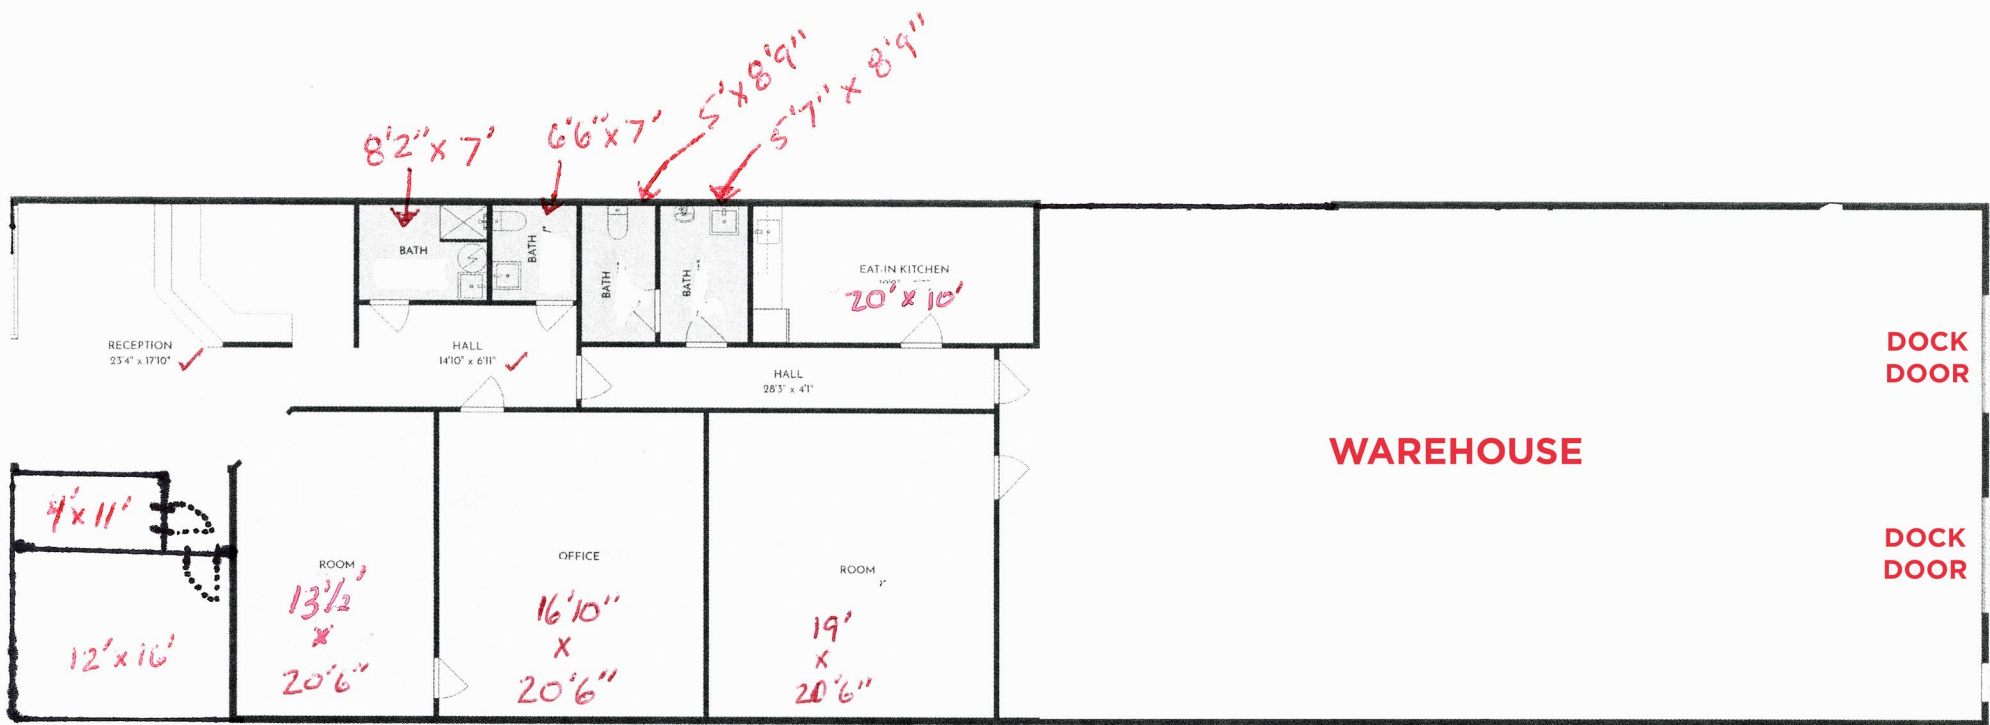 5'x8'9"
5'7" x 8'9"
8'2" x 7'
6'6" x 7'
BATH
BATH
BATH
BATH
EAT-IN KITCHEN
20' x 10'
RECEPTION
23'4" x 17'10"
HALL
14'10" x 6'11"
HALL
28'3" x 4'1"
DOCK
DOOR
WAREHOUSE
4' x 11'
12' x 16'
ROOM
13 1/2'
x
20'6"
OFFICE
16'10"
x
20'6"
ROOM
19'
x
20'6"
DOCK
DOOR